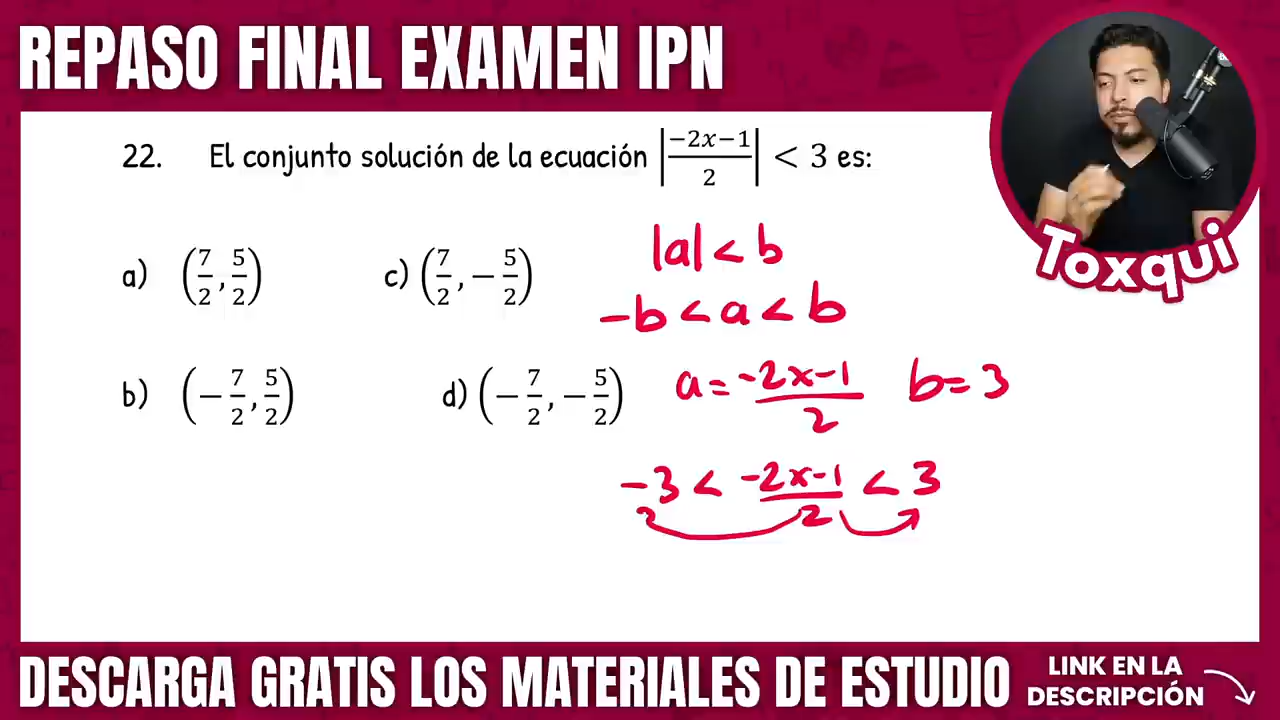 REPASO FINAL EXAMEN IPN
Toxqui
22. El conjunto solución de la ecuación |(-2x-1)/2| < 3 es:
a) (7/2, 5/2)
c) (7/2, -5/2)
b) (-7/2, 5/2)
d) (-7/2, -5/2)
|a| < b
-b < a < b
a = (-2x-1)/2 b = 3
-3 < (-2x-1)/2 < 3
DESCARGA GRATIS LOS MATERIALES DE ESTUDIO
LINK EN LA
DESCRIPCIÓN